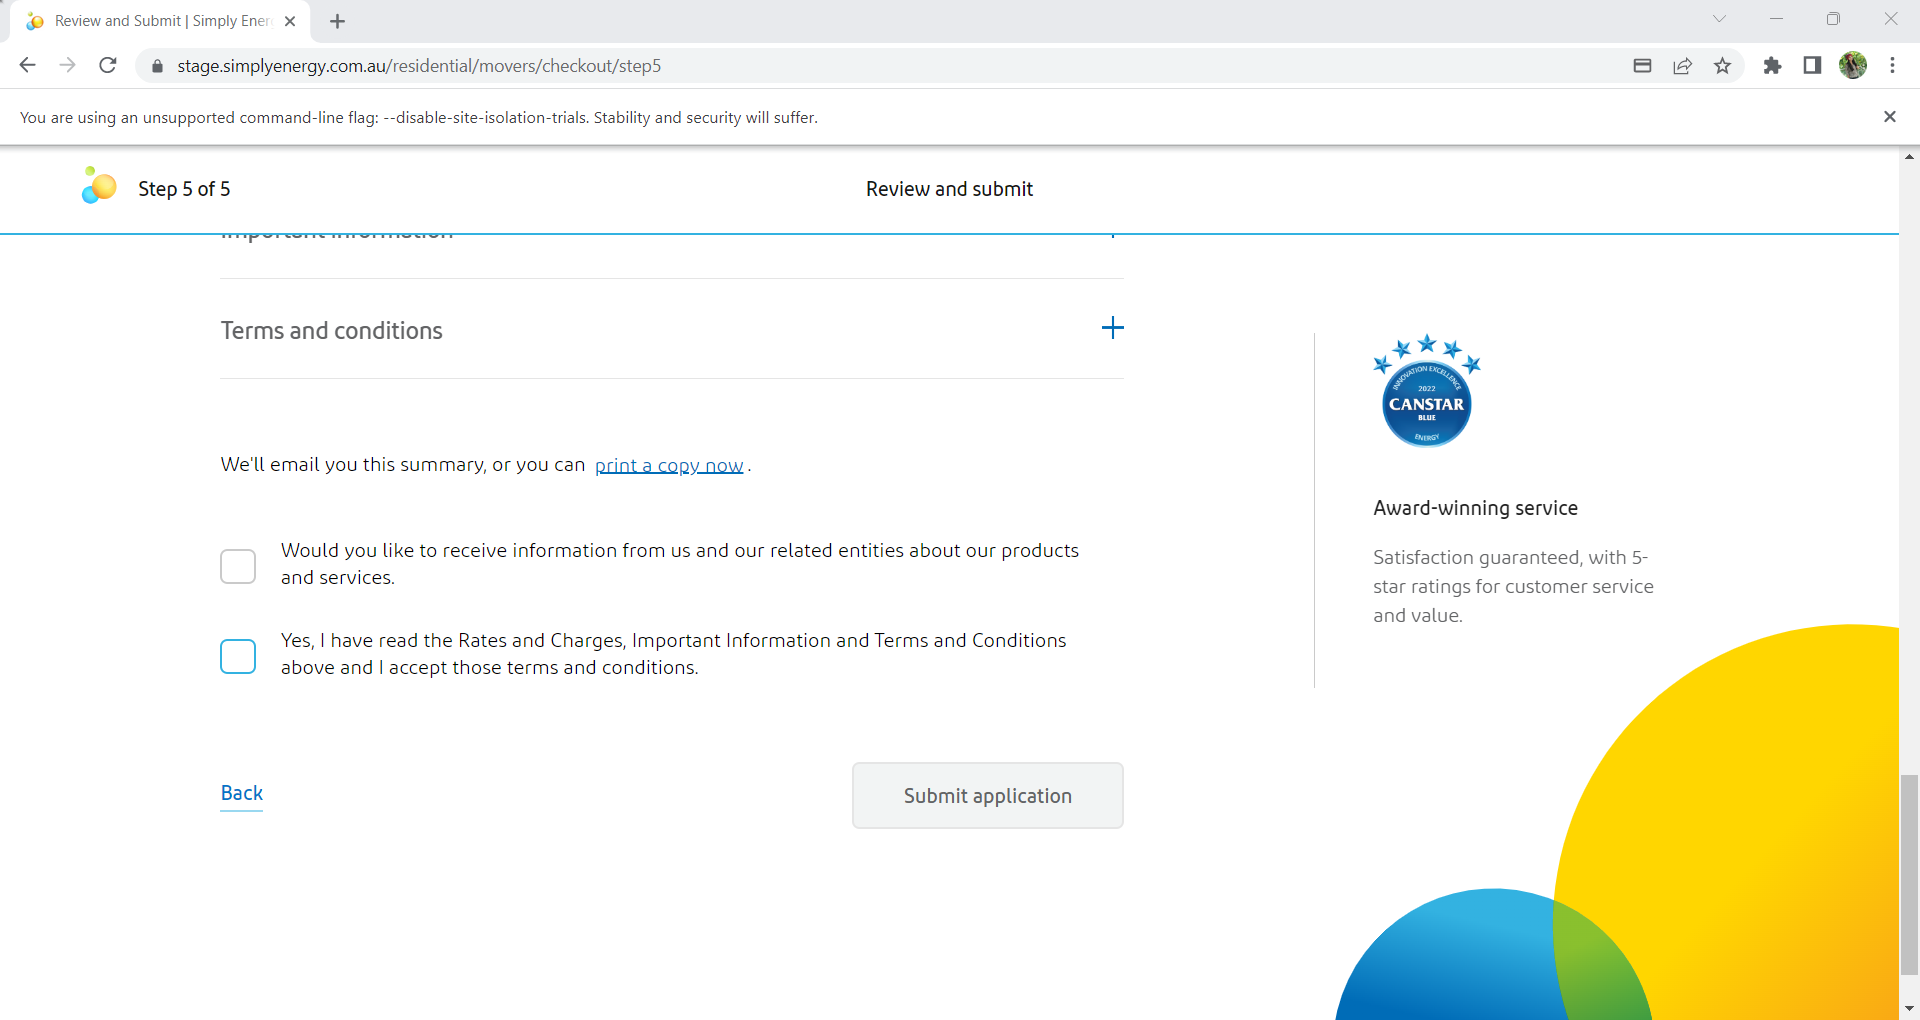 Review and Submit | Simply Ener
stage.simplyenergy.com.au/residential/movers/checkout/step5
You are using an unsupported command-line flag: --disable-site-isolation-trials. Stability and security will suffer.
Step 5 of 5
Review and submit
Important information
Terms and conditions
We'll email you this summary, or you can print a copy now.
Would you like to receive information from us and our related entities about our products
and services.
Yes, I have read the Rates and Charges, Important Information and Terms and Conditions
above and I accept those terms and conditions.
Back
Submit application
INNOVATION EXCELLENCE
2022
CANSTAR
BLUE
ENERGY
Award-winning service
Satisfaction guaranteed, with 5-
star ratings for customer service
and value.